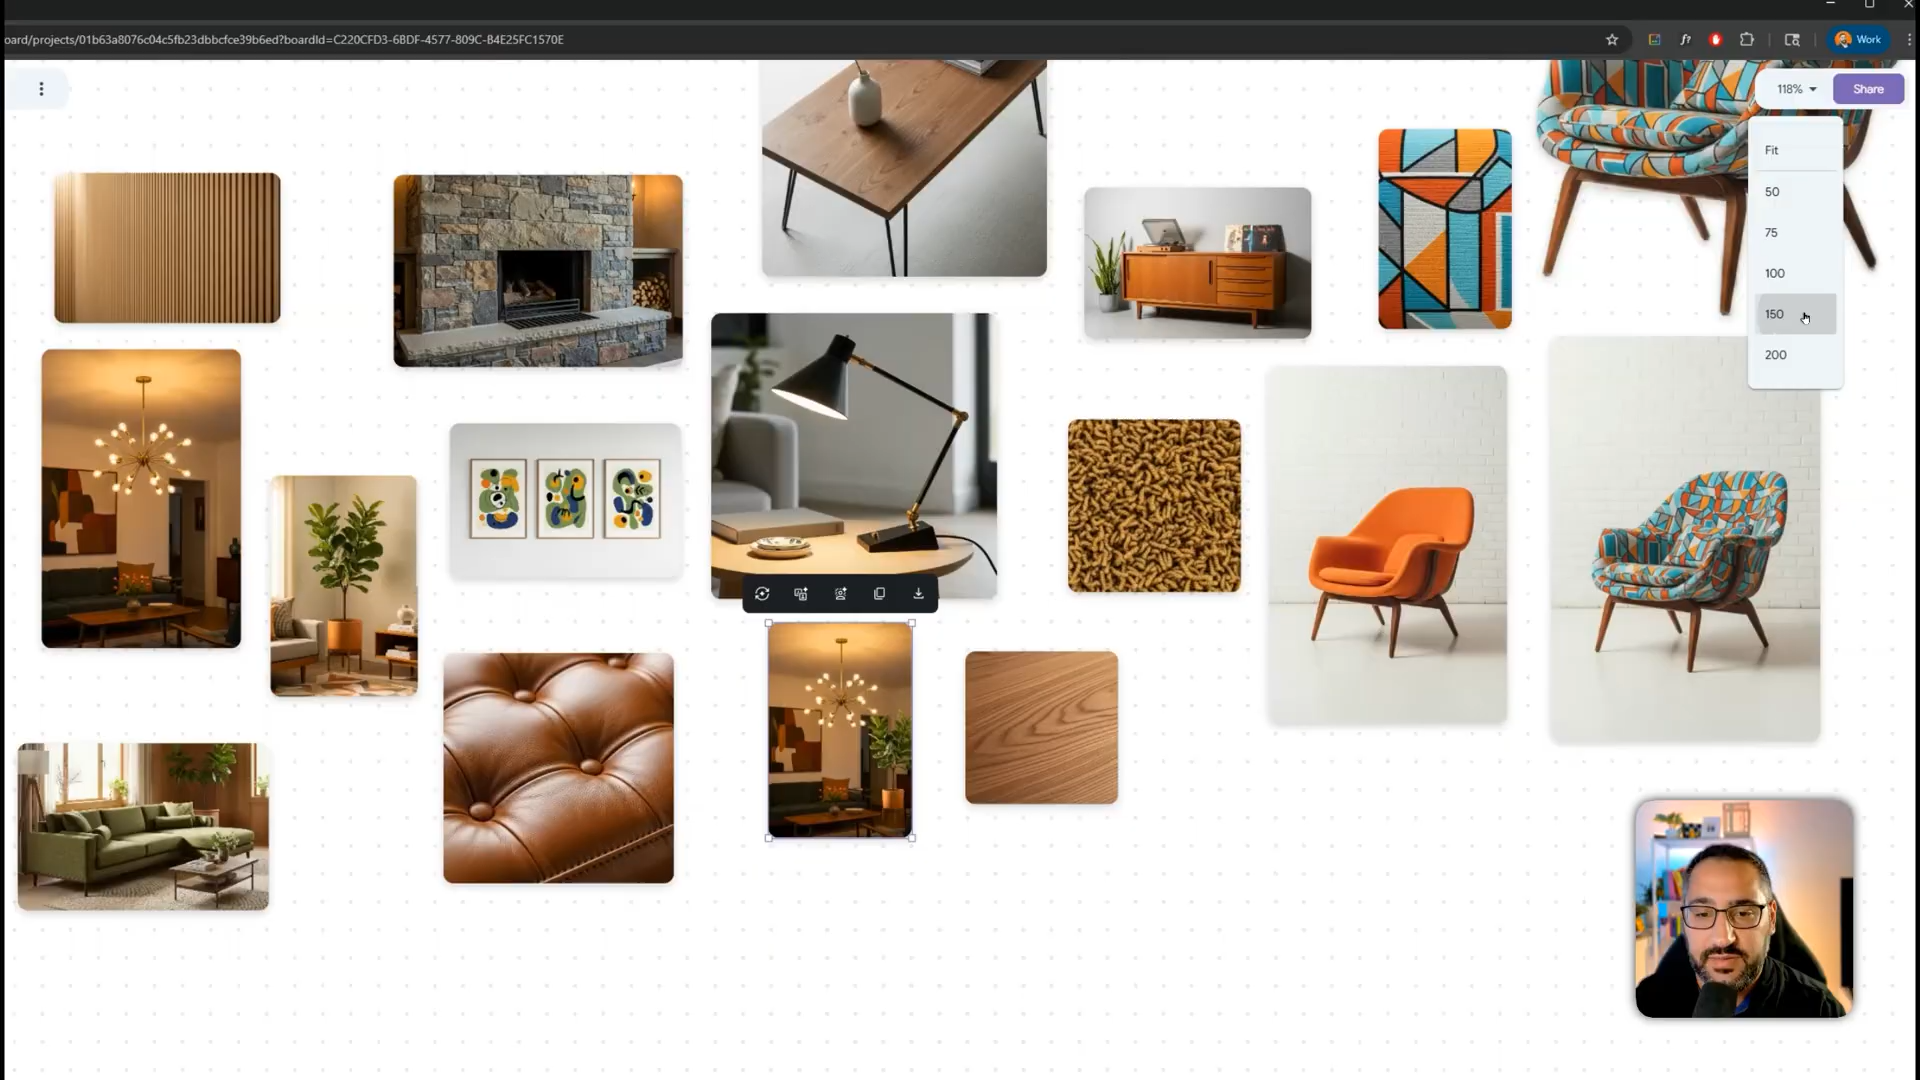 oard/projects/01b63a8076c04c5fb23dbbcfce39b6ed?boardId=C220CFD3-6BDF-4577-809C-B4E25FC1570E
f?
Work
118%
Share
Fit
50
75
100
150
200